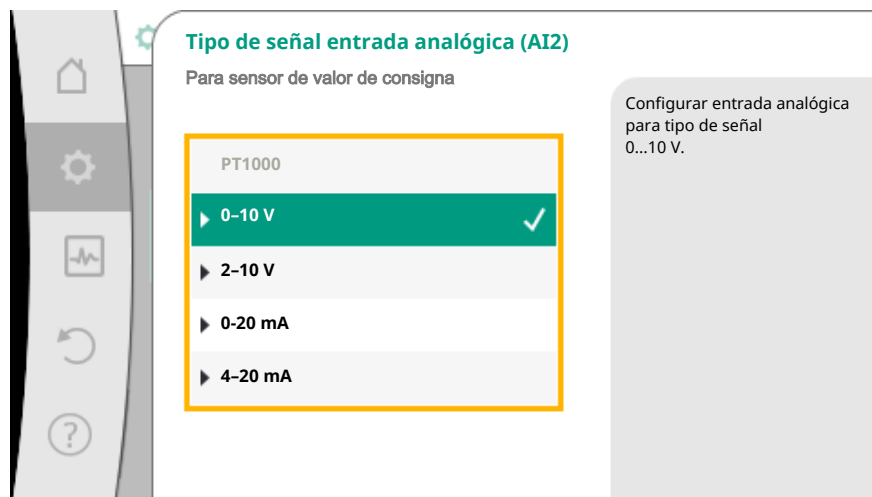 Tipo de señal entrada analógica (AI2)
Para sensor de valor de consigna
PT1000
0–10 V
2–10 V
0-20 mA
4–20 mA
Configurar entrada analógica
para tipo de señal
0...10 V.
?